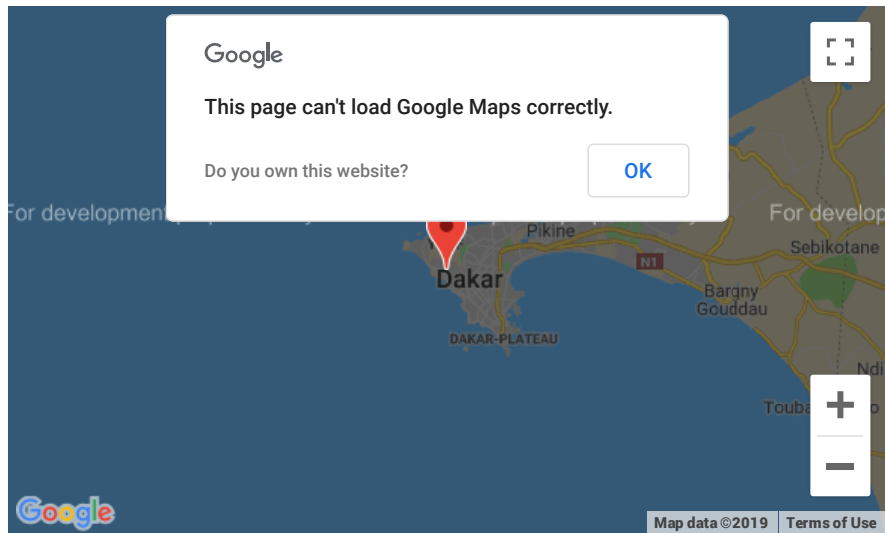 Google
This page can't load Google Maps correctly.
Do you own this website?
OK
For development
For develop
Pikine
Sebikotane
N1
Dakar
Bargny
Gouddau
DAKAR-PLATEAU
Ndi
Touba
Google
Map data ©2019
Terms of Use